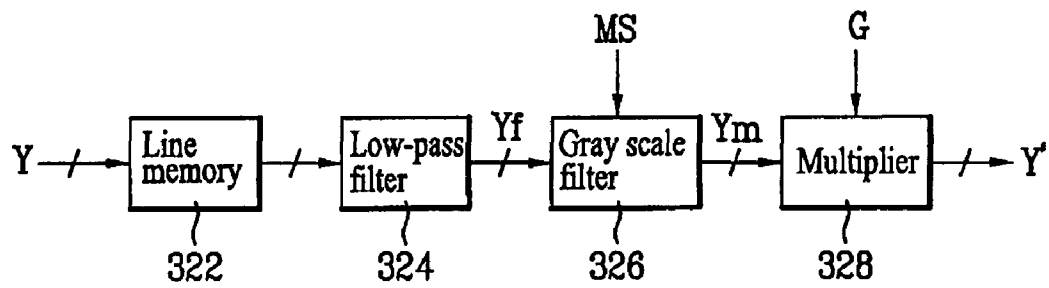 MS
G
Y
Line
memory
Low-pass
filter
Yf
Gray scale
filter
Ym
Multiplier
Y'
322
324
326
328